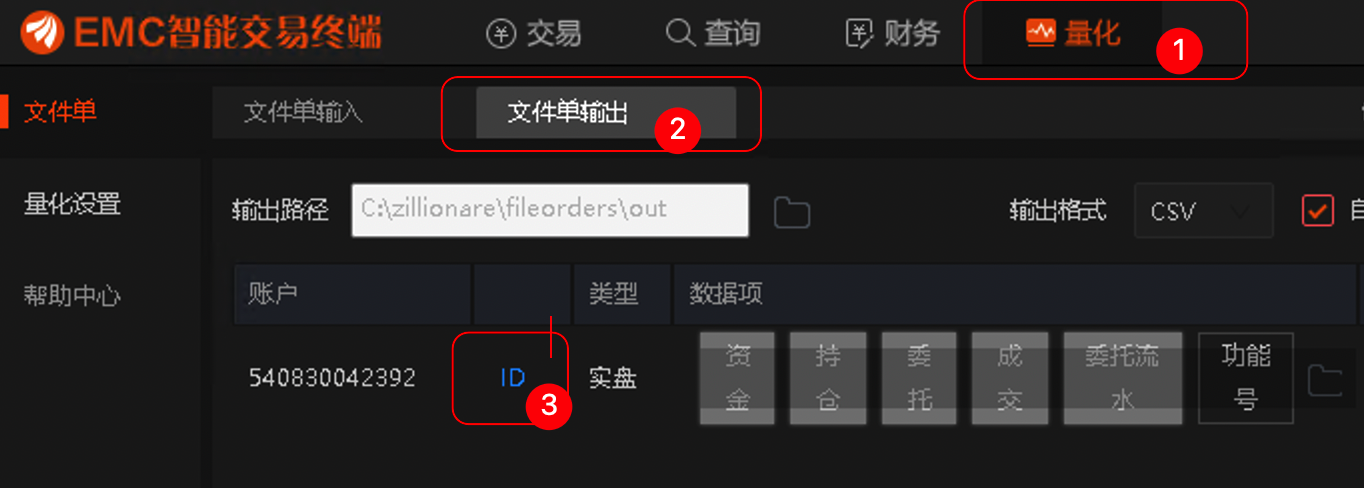 EMC智能交易终端 交易 查询 财务 量化 1
文件单 文件单输入 文件单输出 2
量化设置 输出路径 C:\zillionare\fileorders\out 输出格式 CSV
帮助中心 账户 类型 数据项
540830042392 ID 3 实盘 资金 持仓 委托 成交 委托流水 功能号